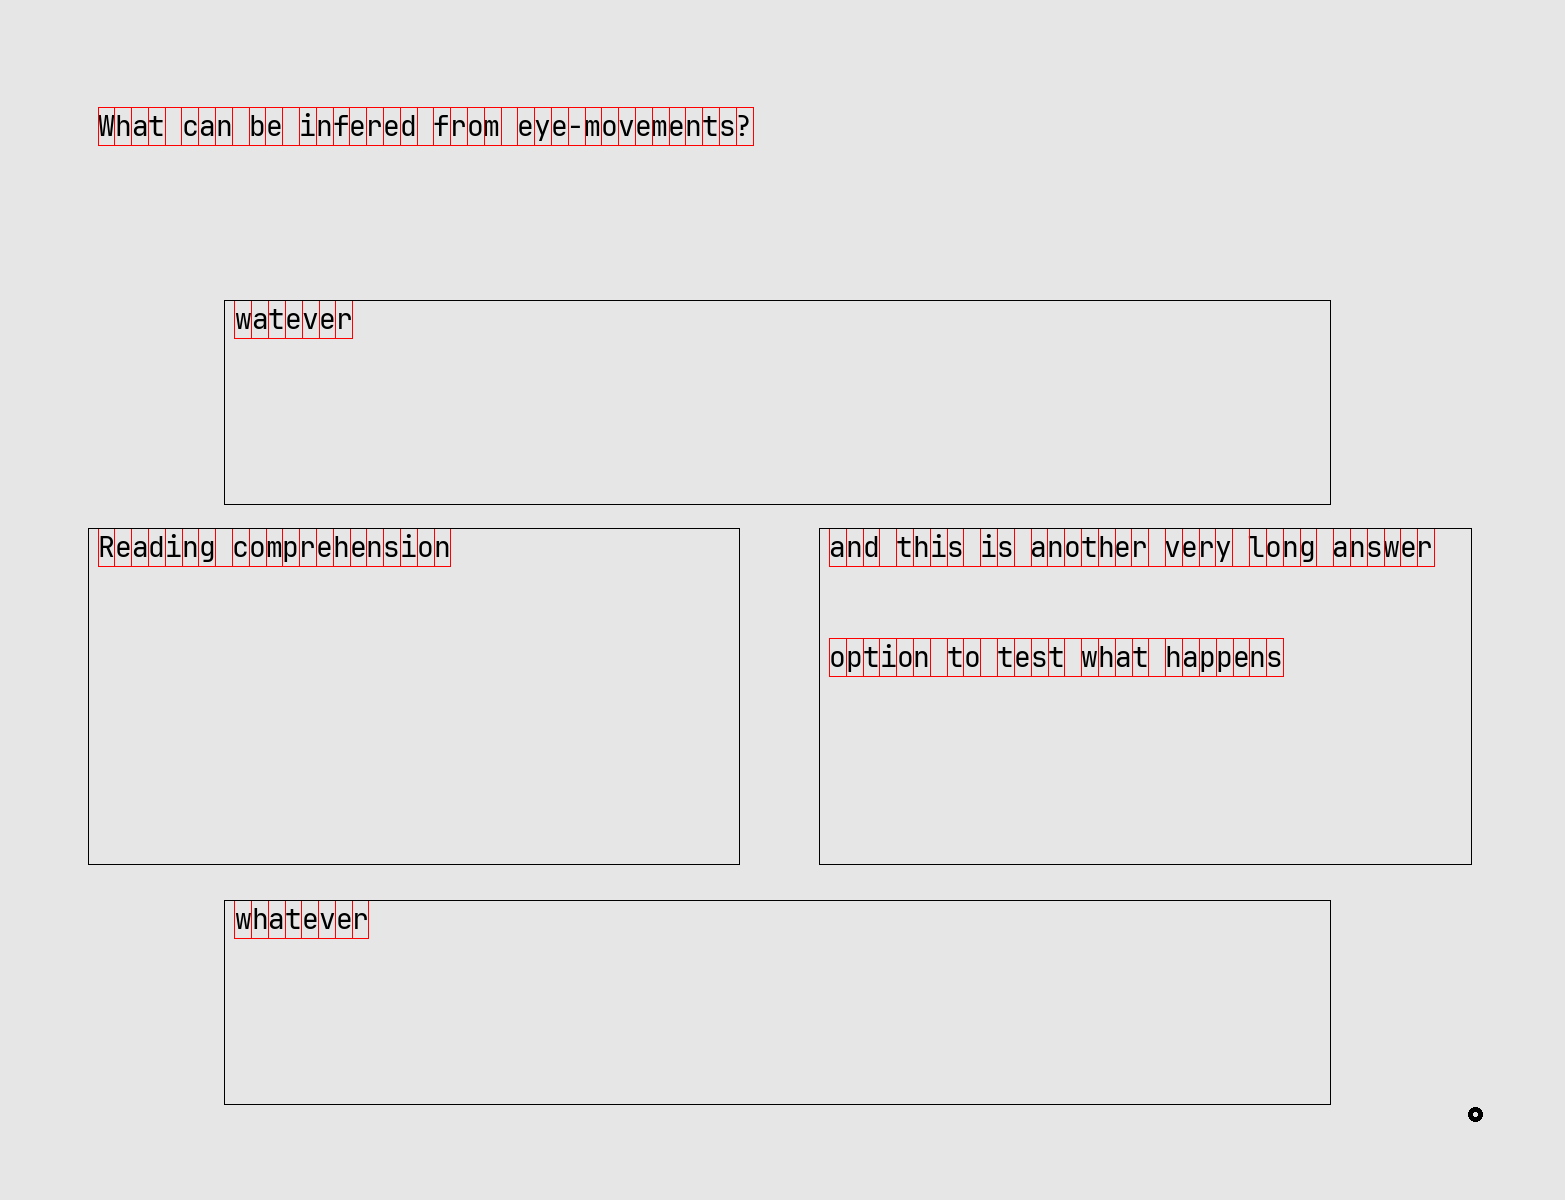 What can be infered from eye-movements?
watever
Reading comprehension
and this is another very long answer
option to test what happens
whatever